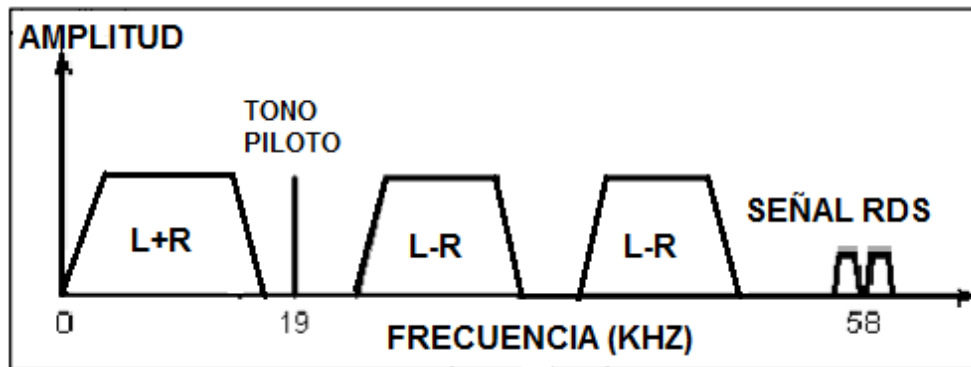 AMPLITUD
TONO
PILOTO
SEÑAL RDS
L+R
L-R
L-R
0
19
58
FRECUENCIA (KHZ)